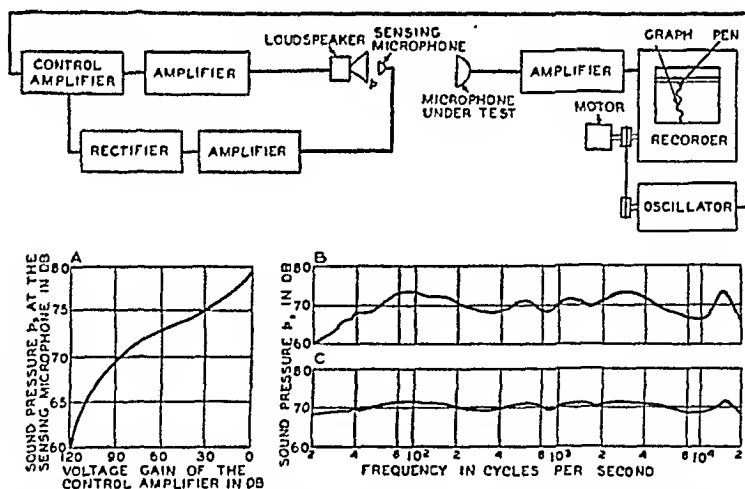 GRAPH PEN
LOUDSPEAKER
SENSING
MICROPHONE
CONTROL
AMPLIFIER
AMPLIFIER
p
MICROPHONE
UNDER TEST
AMPLIFIER
MOTOR
RECORDER
RECTIFIER
AMPLIFIER
OSCILLATOR
A
SOUND PRESSURE p, AT THE
SENSING MICROPHONE IN DB
80
75
70
65
60
120 90 60 30 0
VOLTAGE GAIN OF THE
CONTROL AMPLIFIER IN DB
B
SOUND PRESSURE p, IN DB
80
70
60
C
80
70
60
2 4 6 8 10² 2 4 6 8 10³ 2 4 6 8 10⁴ 2
FREQUENCY IN CYCLES PER SECOND